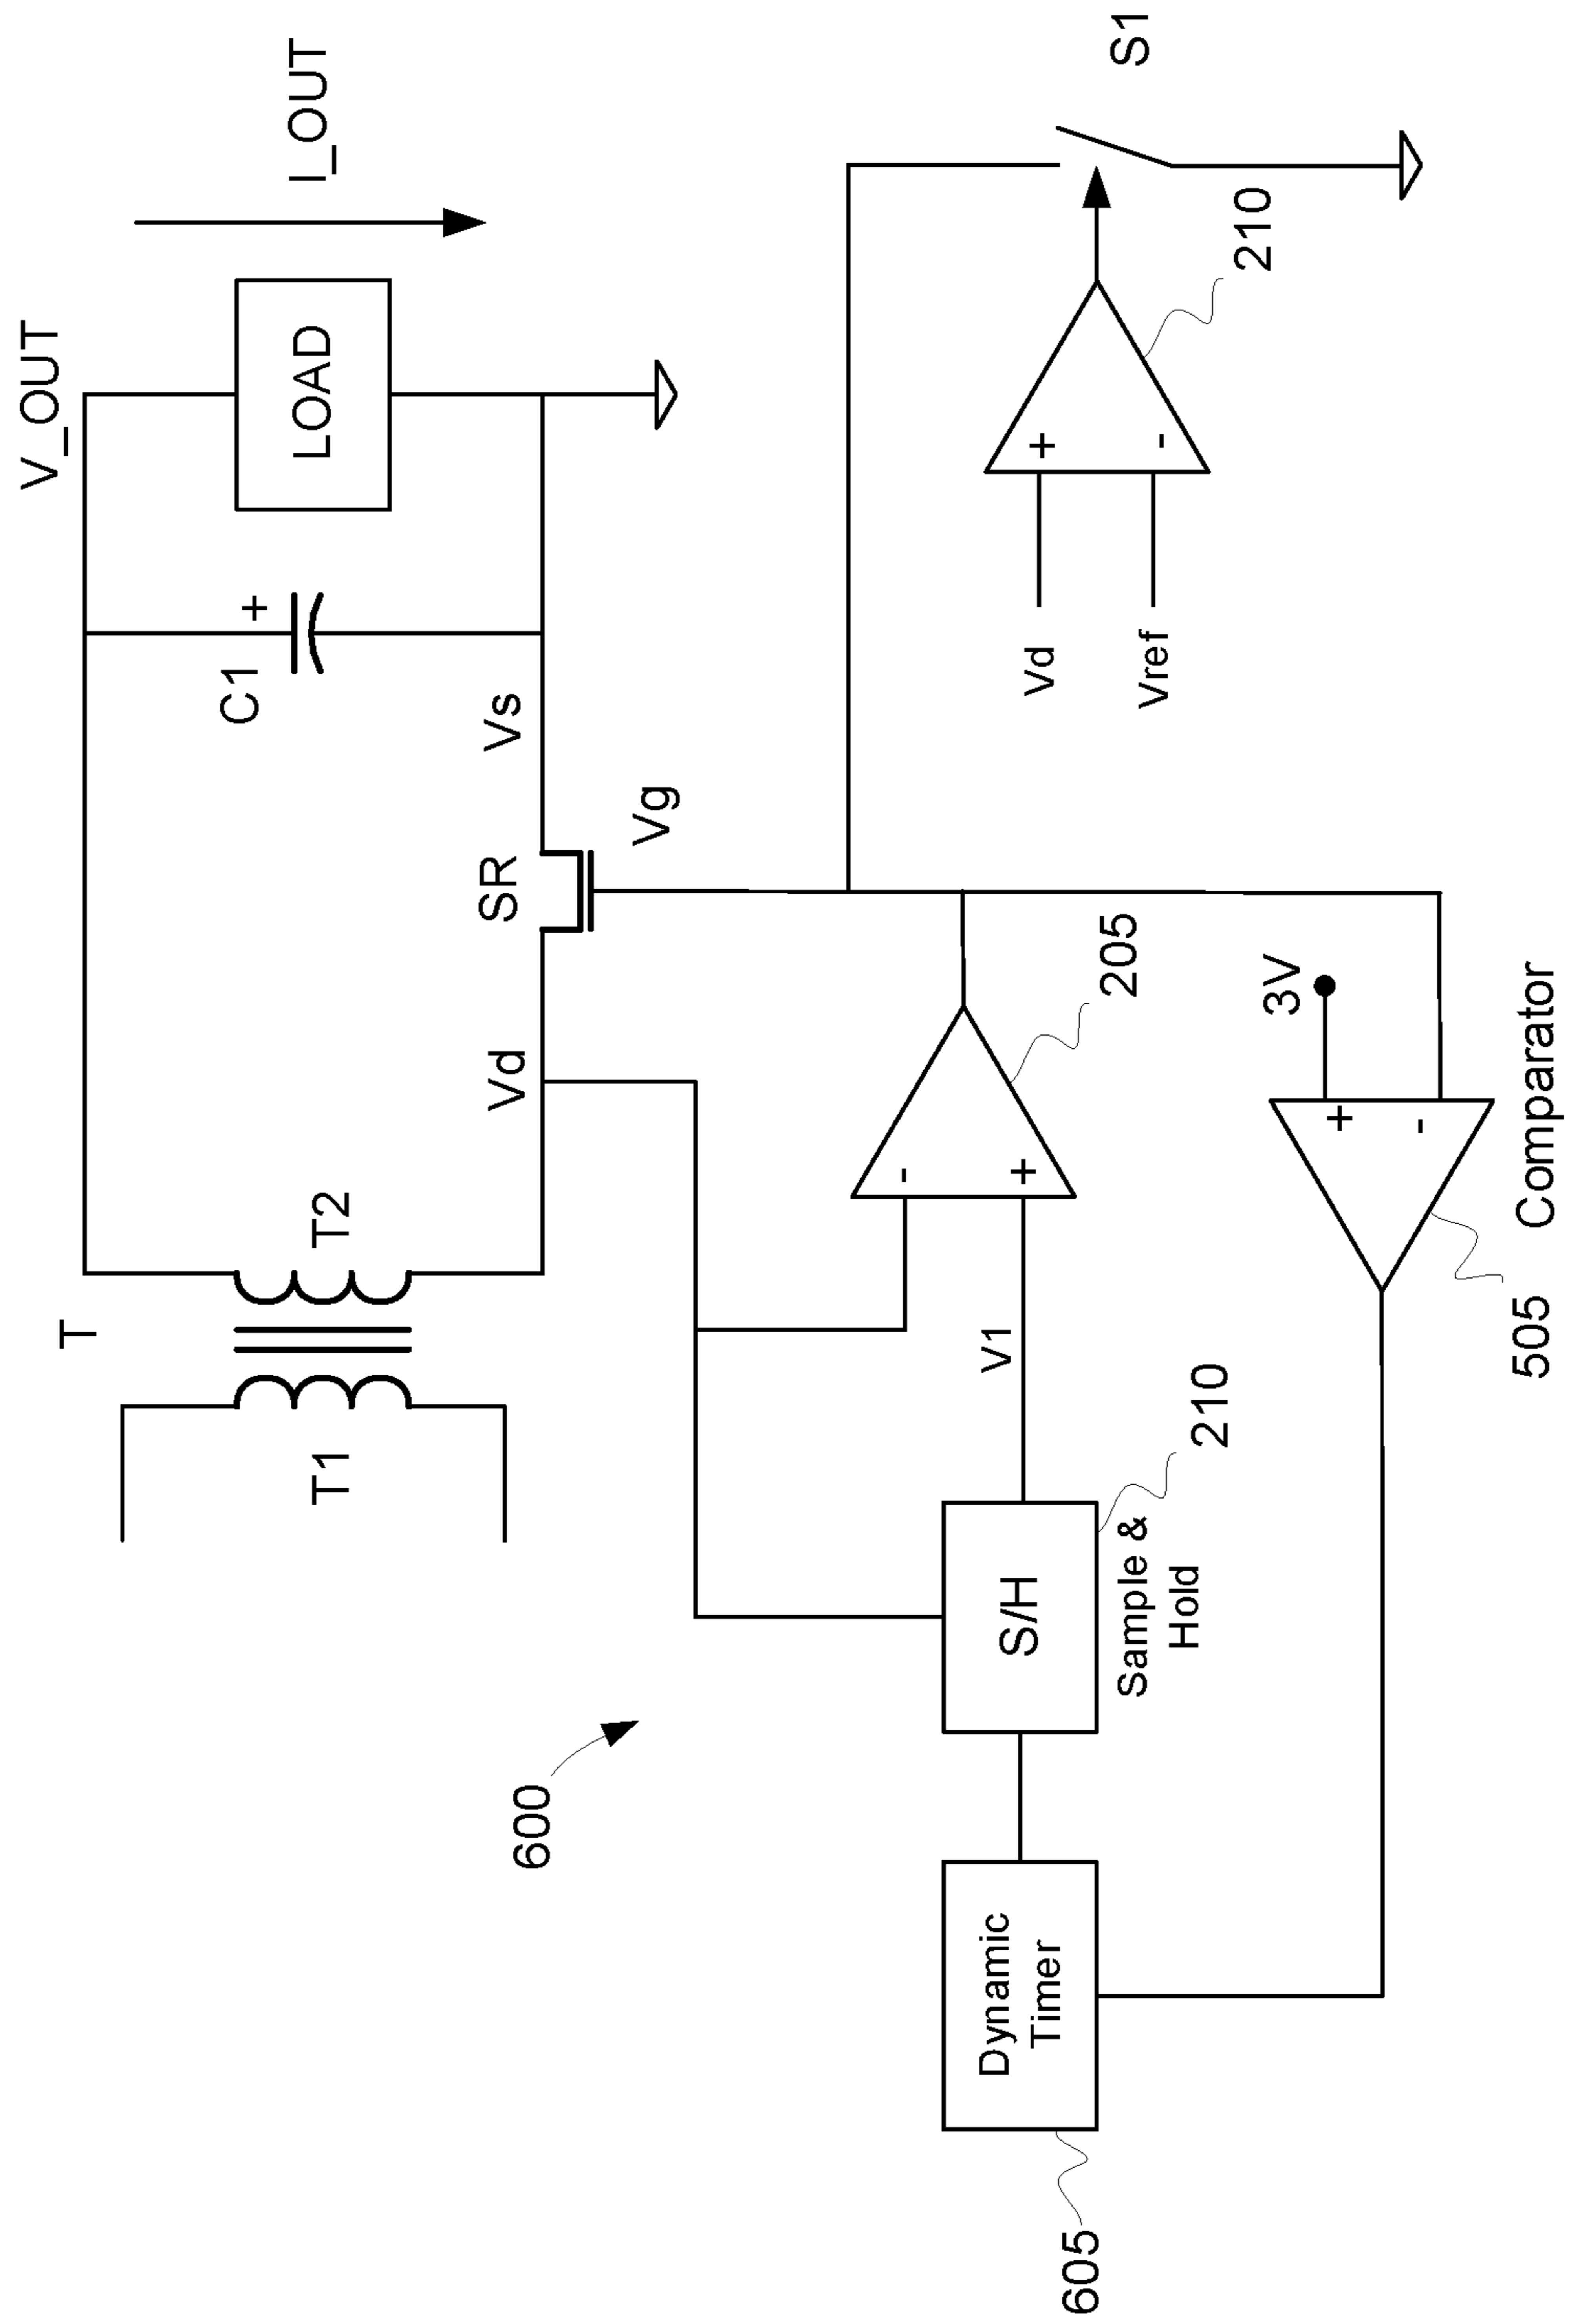 V_OUT
I_OUT
T
T1
T2
C1
+
LOAD
Vd
SR
Vs
Vg
600
S1
-
+
205
V1
Vd
Vref
+
-
210
605
Dynamic
Timer
S/H
210
Sample &
Hold
3V
+
-
505
Comparator